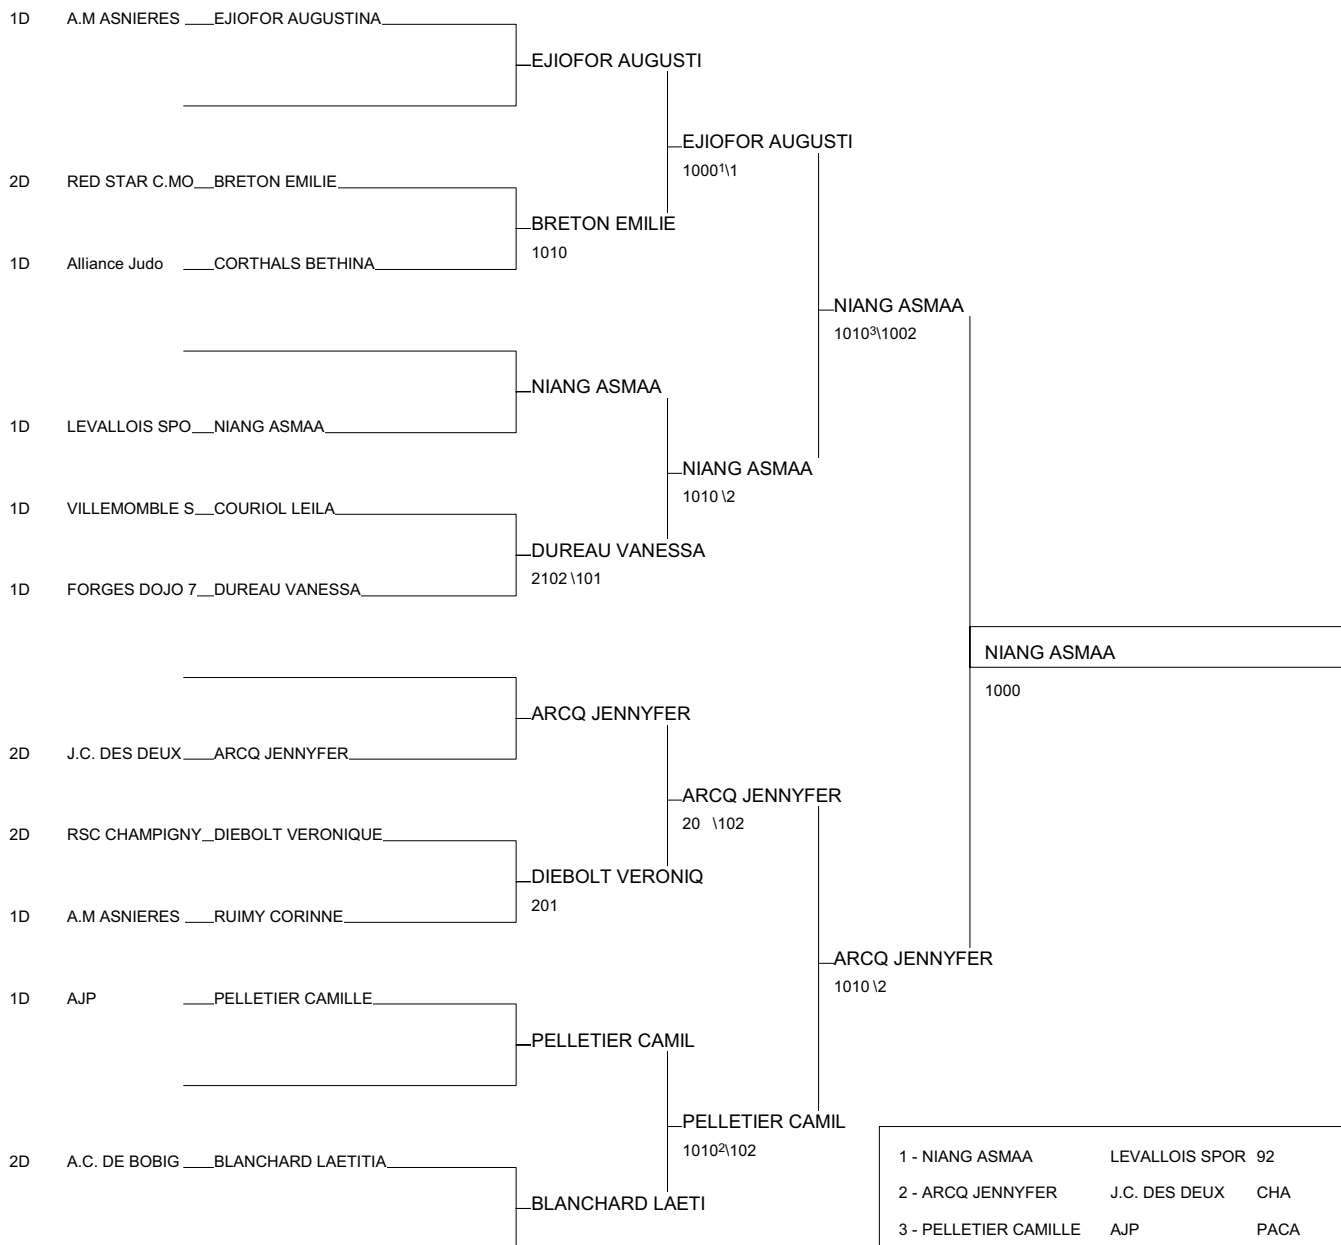 1D A.M ASNIERES EJIOFOR AUGUSTINA
EJIOFOR AUGUSTI
EJIOFOR AUGUSTI
1000¹\1
2D RED STAR C.MO BRETON EMILIE
BRETON EMILIE
1010
1D Alliance Judo CORTHALS BETHINA
NIANG ASMAA
1010³\1002
NIANG ASMAA
1D LEVALLOIS SPO NIANG ASMAA
NIANG ASMAA
1010 \2
1D VILLEMOMBLE S COURIOL LEILA
DUREAU VANESSA
2102 \101
1D FORGES DOJO 7 DUREAU VANESSA
NIANG ASMAA
1000
ARCQ JENNYFER
2D J.C. DES DEUX ARCQ JENNYFER
ARCQ JENNYFER
20 \102
2D RSC CHAMPIGNY DIEBOLT VERONIQUE
DIEBOLT VERONIQ
201
1D A.M ASNIERES RUIMY CORINNE
ARCQ JENNYFER
1010 \2
1D AJP PELLETIER CAMILLE
PELLETIER CAMIL
PELLETIER CAMIL
1010²\102
2D A.C. DE BOBIG BLANCHARD LAETITIA
BLANCHARD LAETI
1 - NIANG ASMAA LEVALLOIS SPOR 92
2 - ARCQ JENNYFER J.C. DES DEUX CHA
3 - PELLETIER CAMILLE AJP PACA